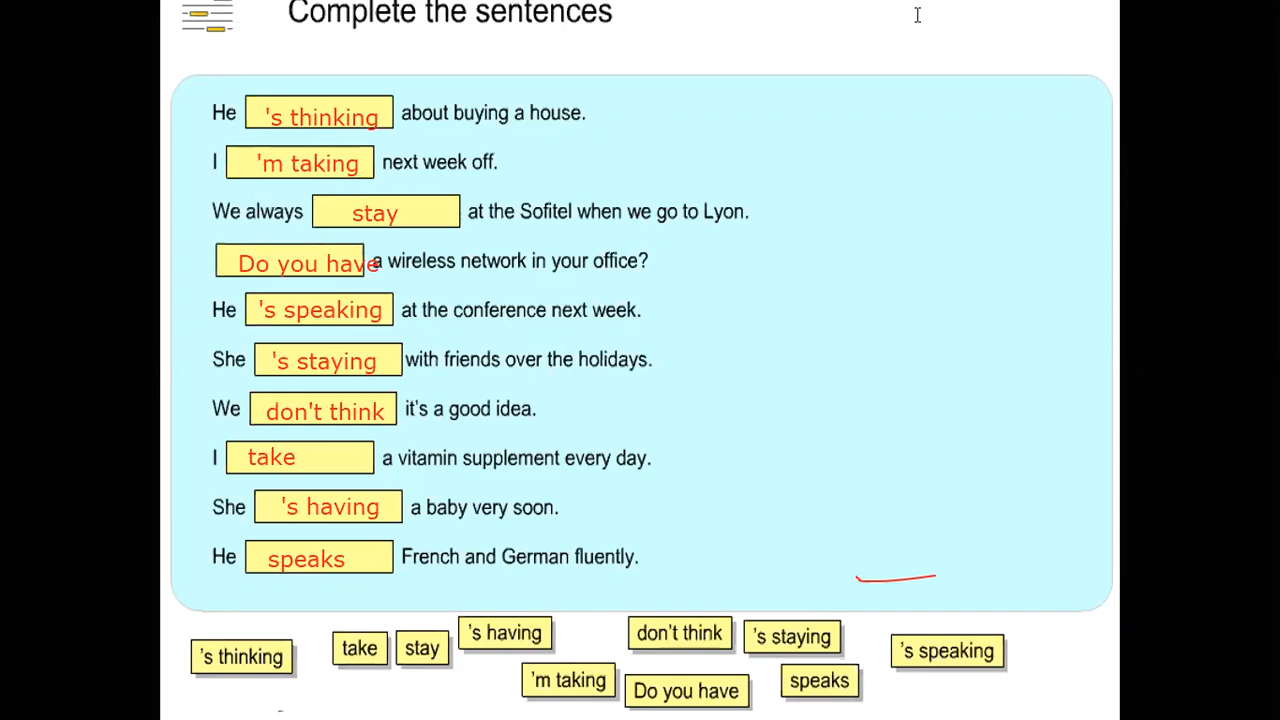 Complete the sentences
He 's thinking about buying a house.
I 'm taking next week off.
We always stay at the Sofitel when we go to Lyon.
Do you have a wireless network in your office?
He 's speaking at the conference next week.
She 's staying with friends over the holidays.
We don't think it's a good idea.
I take a vitamin supplement every day.
She 's having a baby very soon.
He speaks French and German fluently.
's having don't think 's staying
's thinking take stay 's speaking
'm taking Do you have speaks